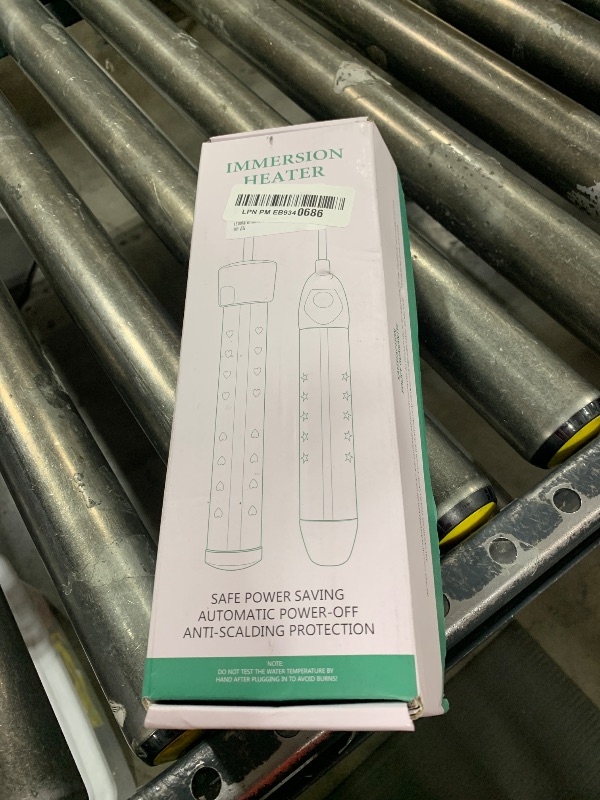 IMMERSION
HEATER
LPN PM EB9340686
SAFE POWER SAVING
AUTOMATIC POWER-OFF
ANTI-SCALDING PROTECTION
NOTE:
DO NOT TEST THE WATER TEMPERATURE BY
HAND AFTER PLUGGING IN TO AVOID BURNS!